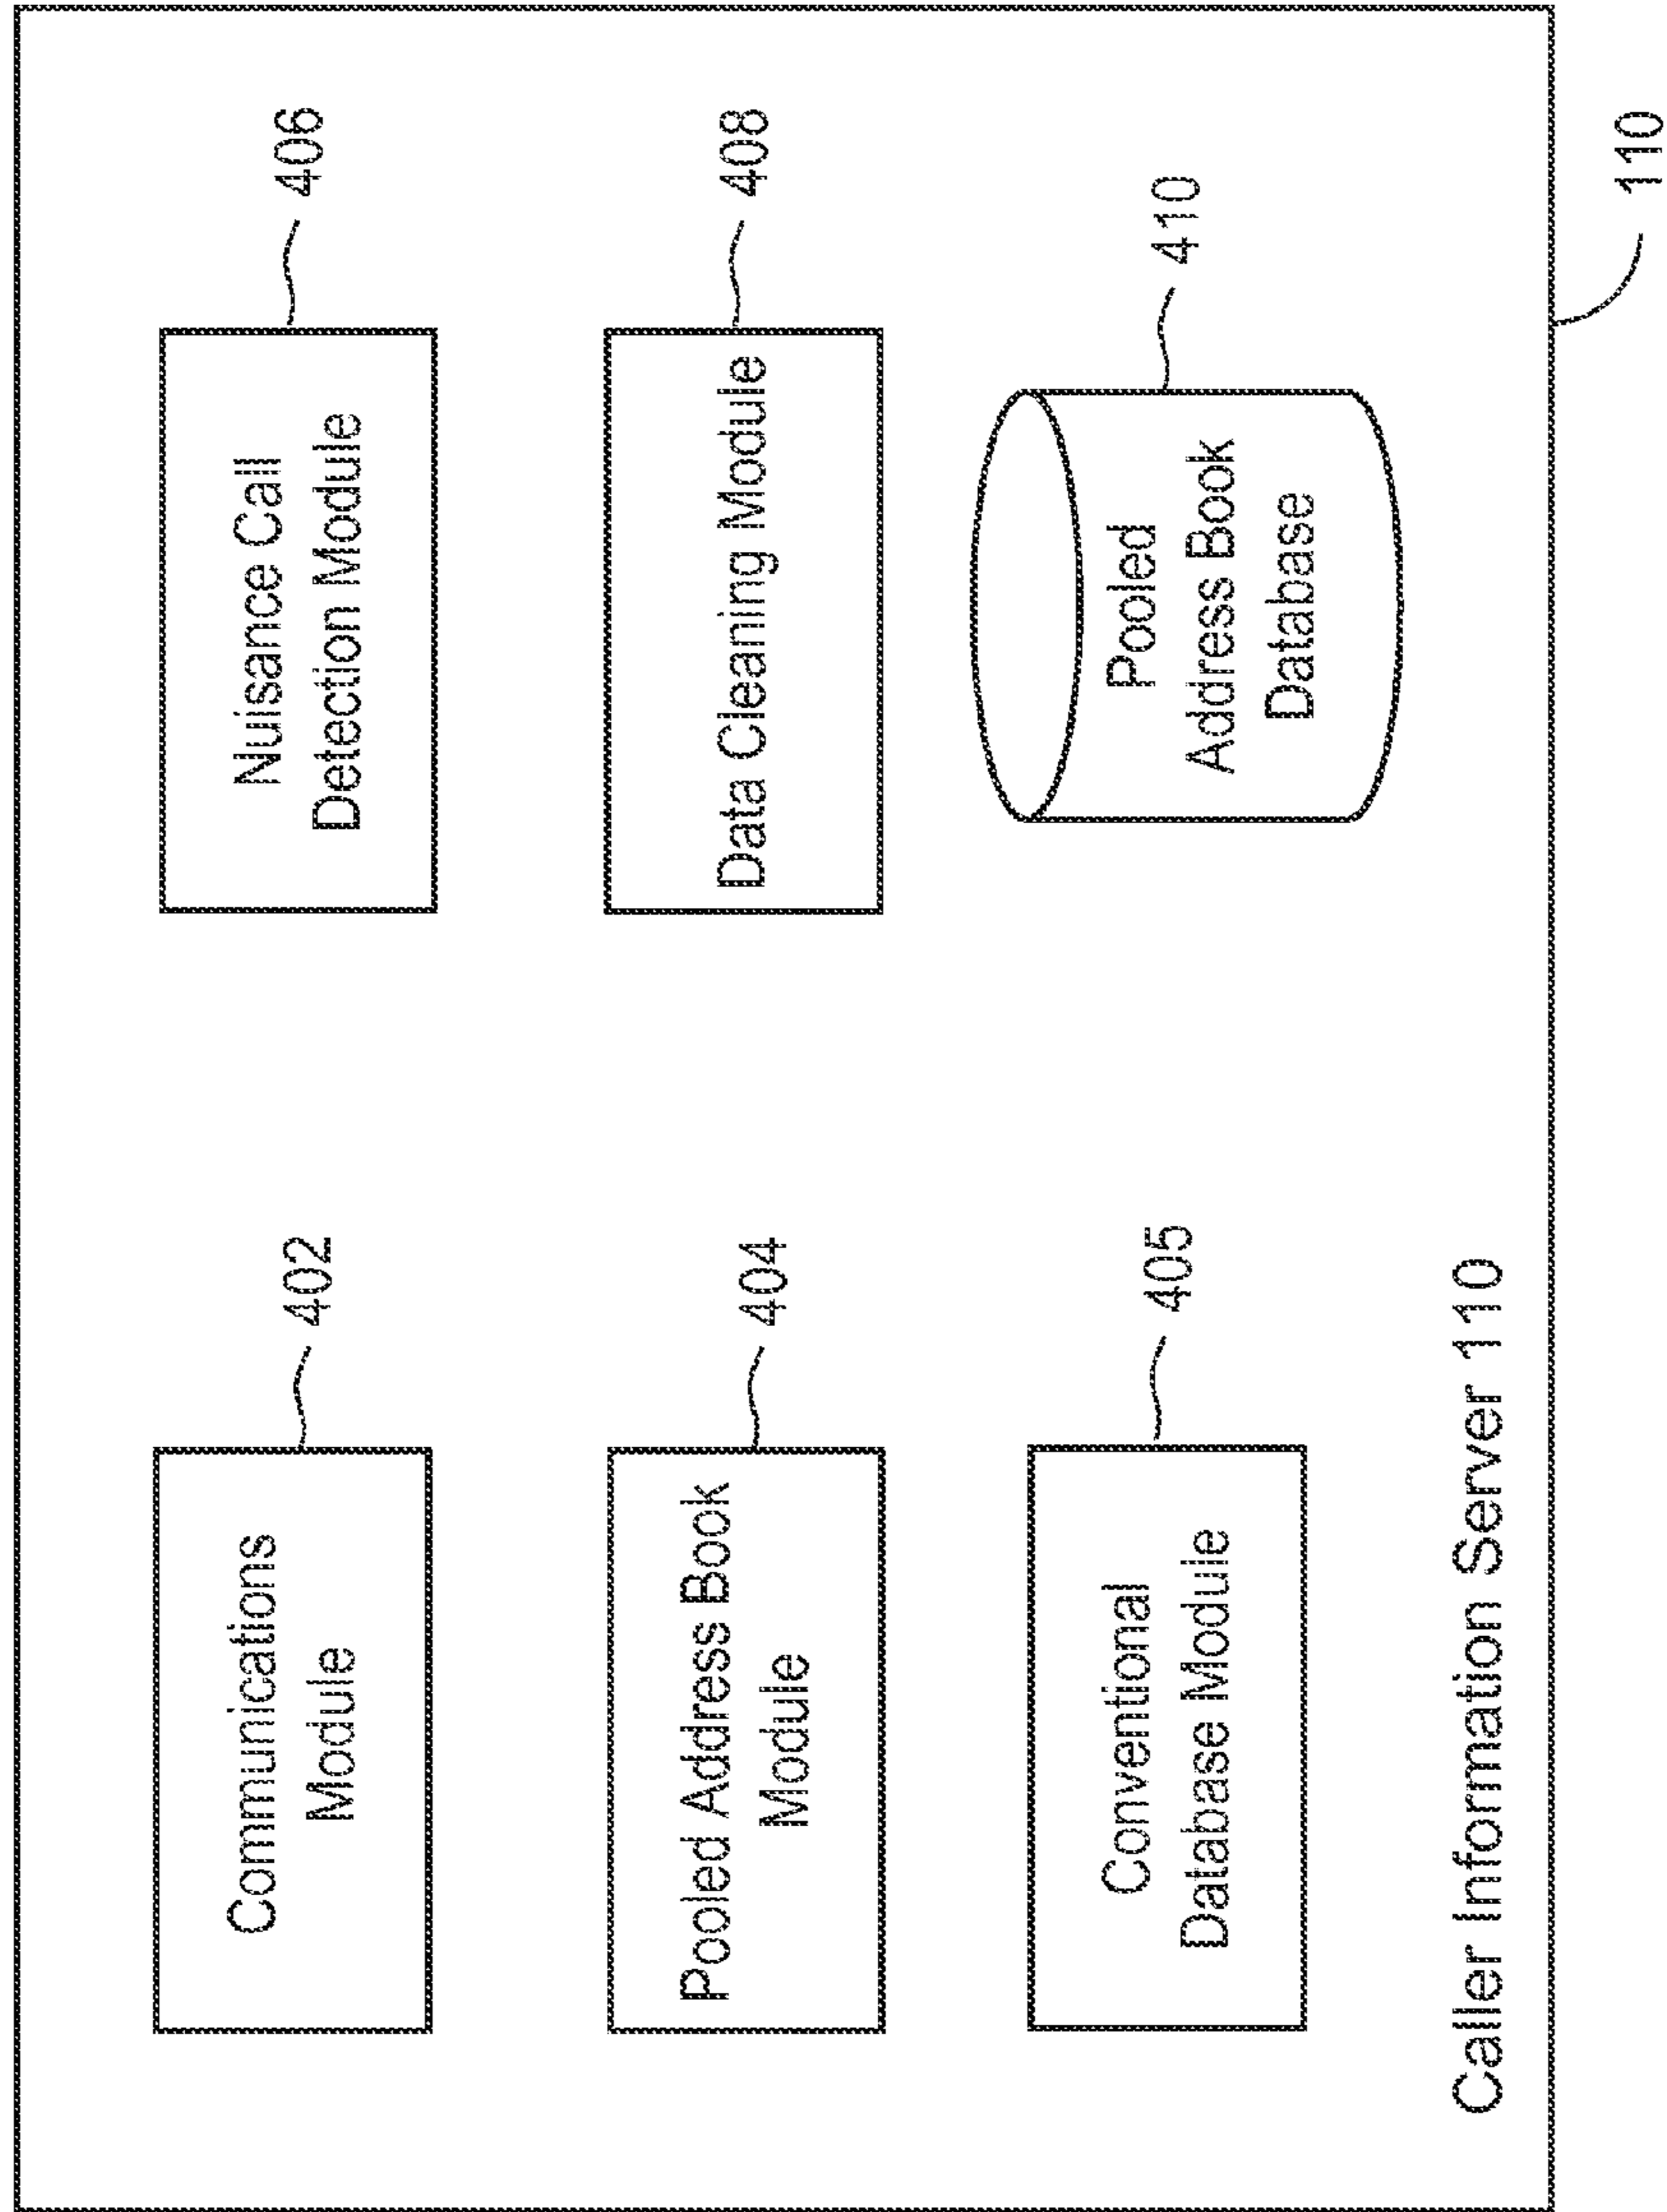 Communications
Module
402
Nuisance Call
Detection Module
406
Pooled Address Book
Module
404
Data Cleaning Module
408
Conventional
Database Module
405
Pooled
Address Book
Database
410
Caller Information Server 110
110